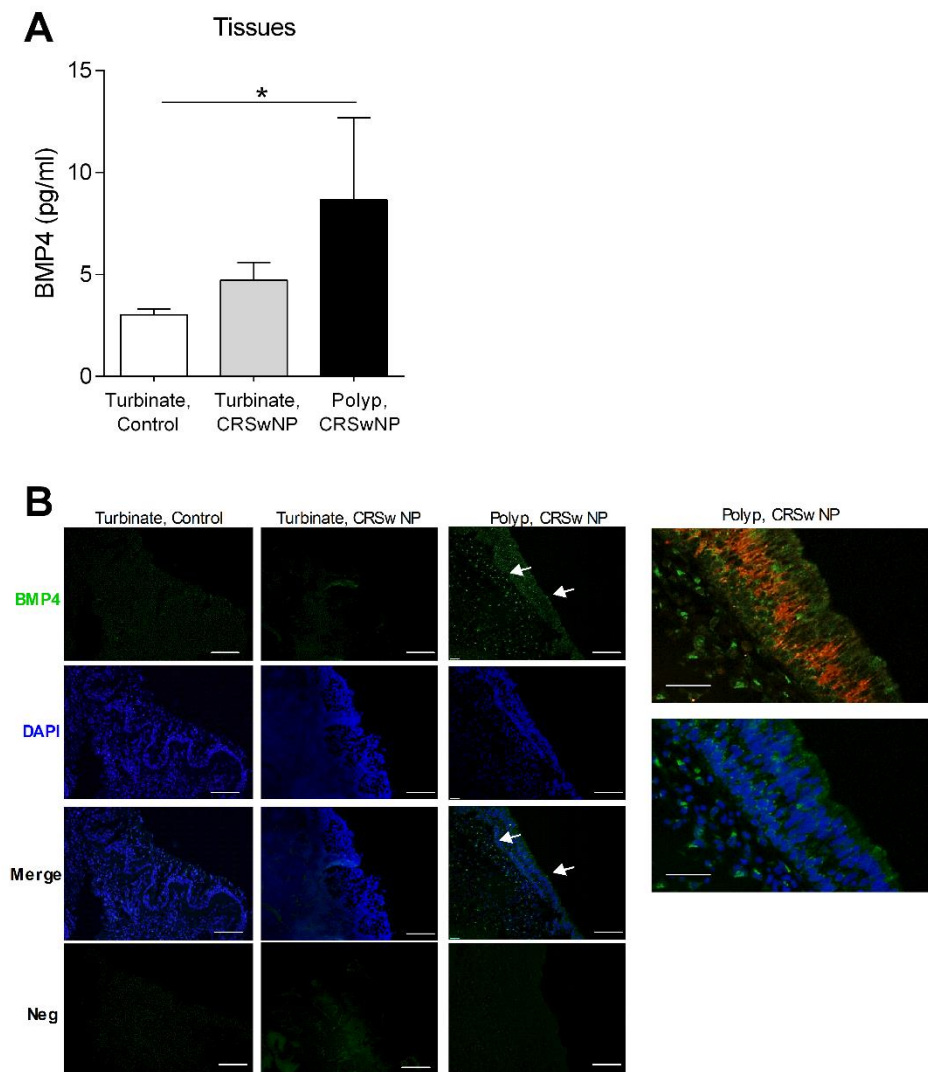 A
Tissues
15
*
10
5
0
BMP4 (pg/ml)
Turbinate,
Control
Turbinate,
CRSwNP
Polyp,
CRSwNP
B
Turbinate, Control
Turbinate, CRSw NP
Polyp, CRSw NP
Polyp, CRSw NP
BMP4
DAPI
Merge
Neg